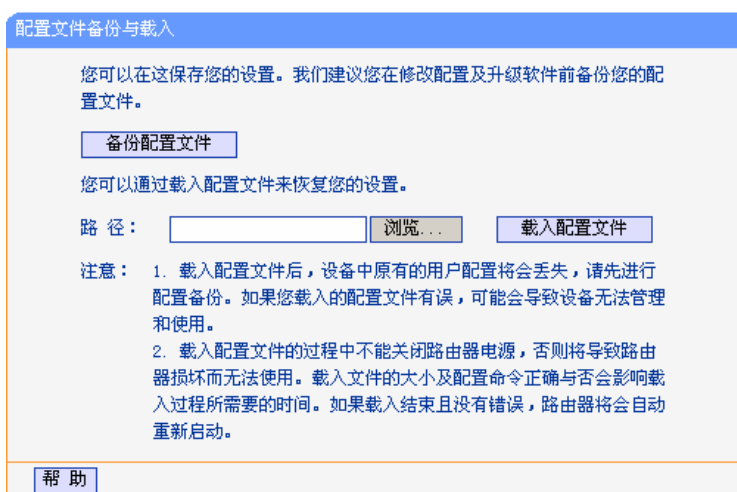 配置文件备份与载入
您可以在这保存您的设置。我们建议您在修改配置及升级软件前备份您的配
置文件。
备份配置文件
您可以通过载入配置文件来恢复您的设置。
路 径： 浏览... 载入配置文件
注意： 1. 载入配置文件后，设备中原有的用户配置将会丢失，请先进行
配置备份。如果您载入的配置文件有误，可能会导致设备无法管理
和使用。
2. 载入配置文件的过程中不能关闭路由器电源，否则将导致路由
器损坏而无法使用。载入文件的大小及配置命令正确与否会影响载
入过程所需要的时间。如果载入结束且没有错误，路由器将会自动
重新启动。
帮 助